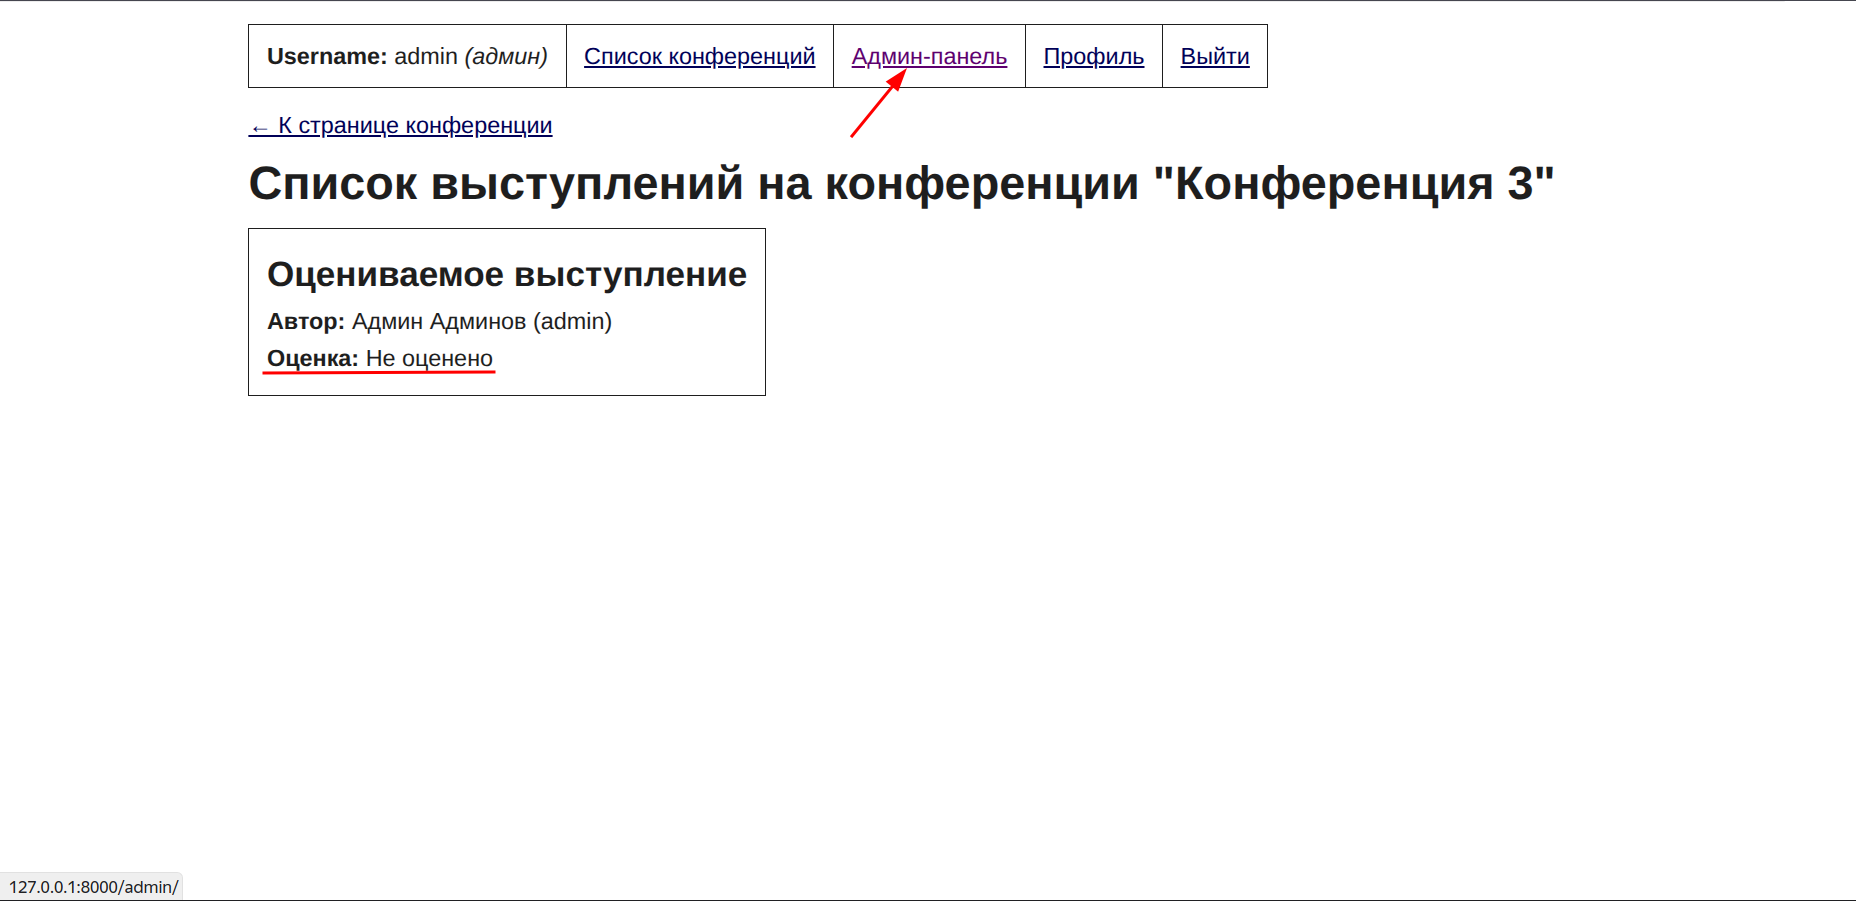 Username: admin (админ) Список конференций Админ-панель Профиль Выйти
← К странице конференции
Список выступлений на конференции "Конференция 3"
Оцениваемое выступление
Автор: Админ Админов (admin)
Оценка: Не оценено
127.0.0.1:8000/admin/